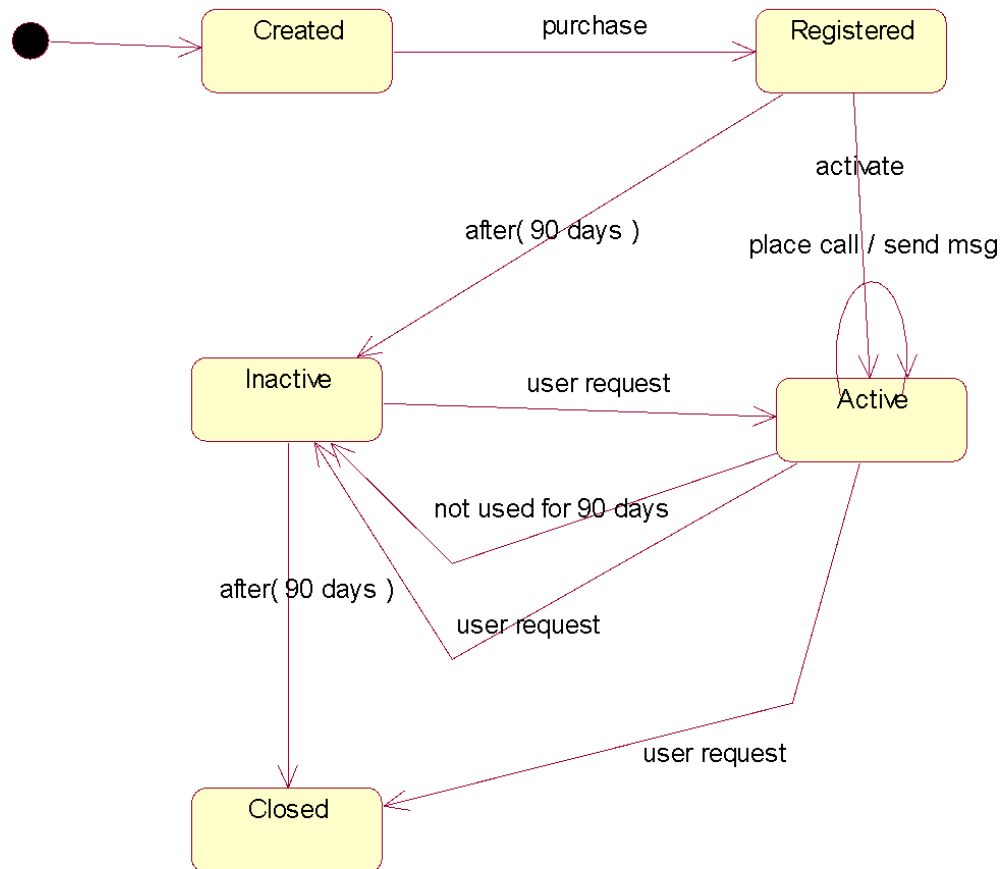 Created
purchase
Registered
activate
after( 90 days )
place call / send msg
Inactive
user request
Active
not used for 90 days
after( 90 days )
user request
user request
Closed